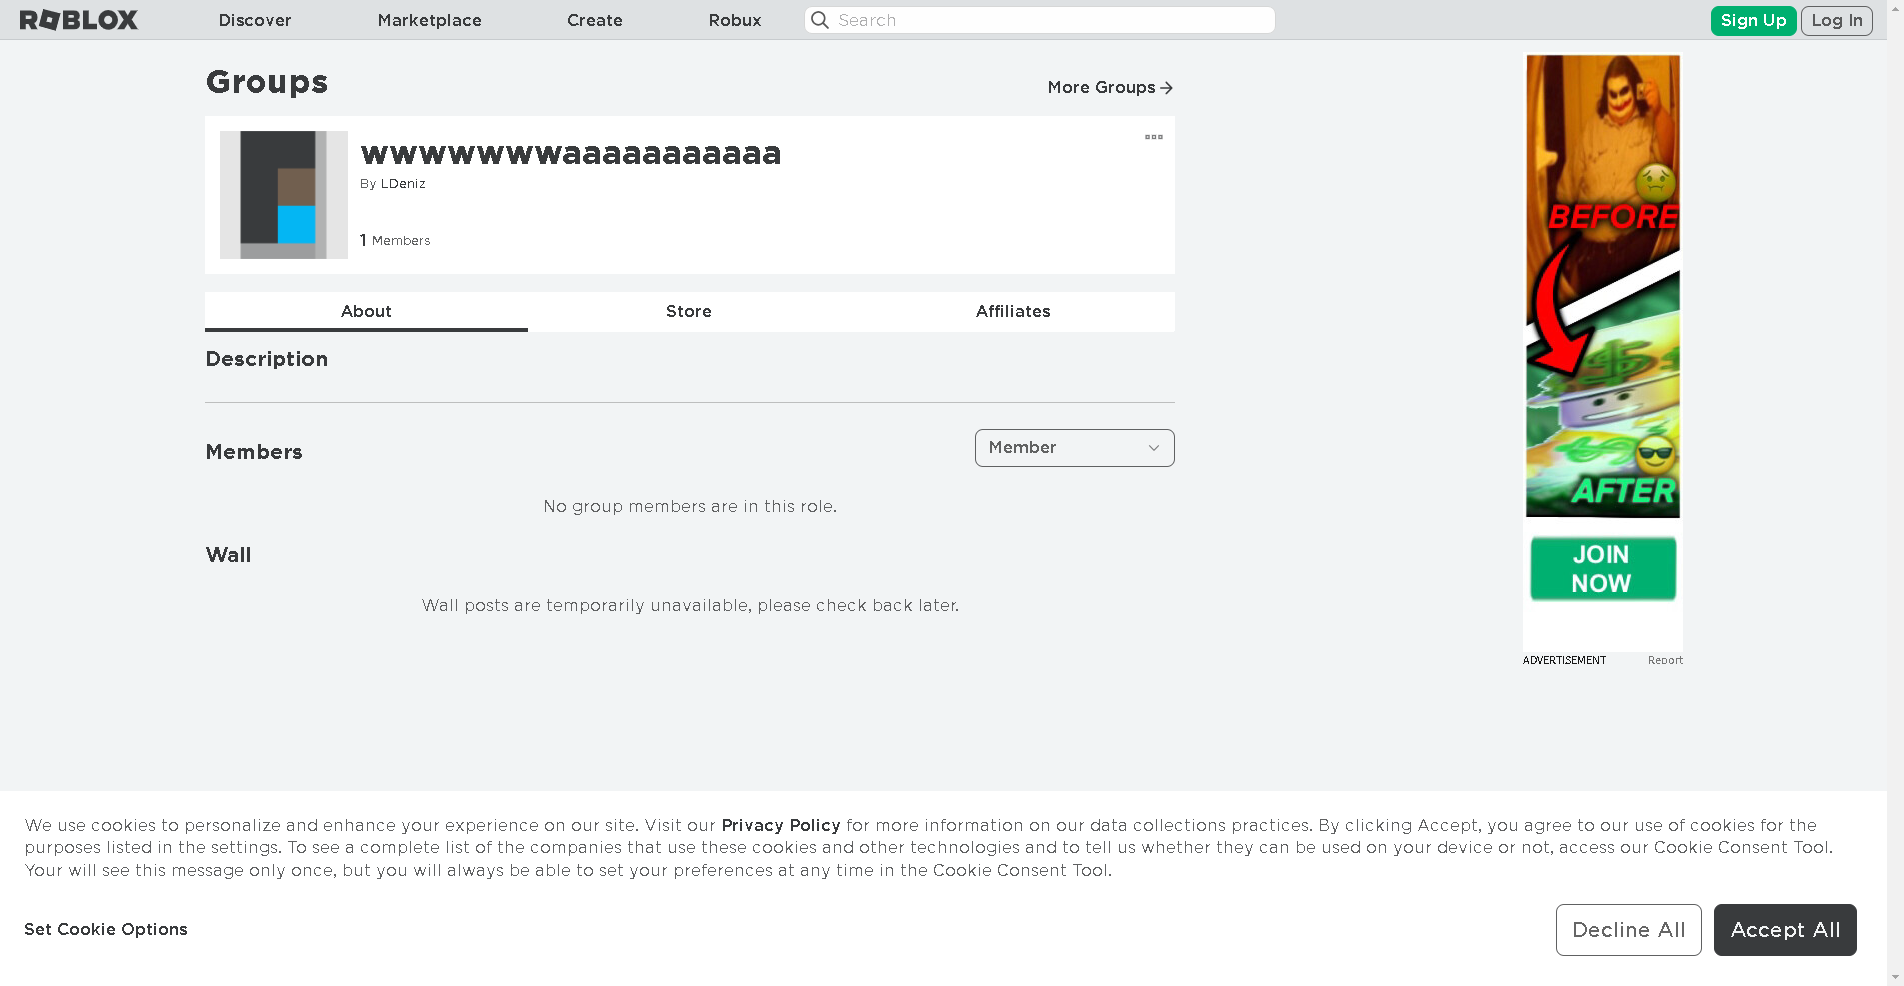 ROBLOX
Discover
Marketplace
Create
Robux
Search
Sign Up
Log In
Groups
More Groups
wwwwwwwaaaaaaaaaaa
By LDeniz
1 Members
About
Store
Affiliates
Description
Members
Member
No group members are in this role.
Wall
Wall posts are temporarily unavailable, please check back later.
BEFORE
AFTER
JOIN
NOW
ADVERTISEMENT
Report
We use cookies to personalize and enhance your experience on our site. Visit our Privacy Policy for more information on our data collections practices. By clicking Accept, you agree to our use of cookies for the
purposes listed in the settings. To see a complete list of the companies that use these cookies and other technologies and to tell us whether they can be used on your device or not, access our Cookie Consent Tool.
Your will see this message only once, but you will always be able to set your preferences at any time in the Cookie Consent Tool.
Set Cookie Options
Decline All
Accept All